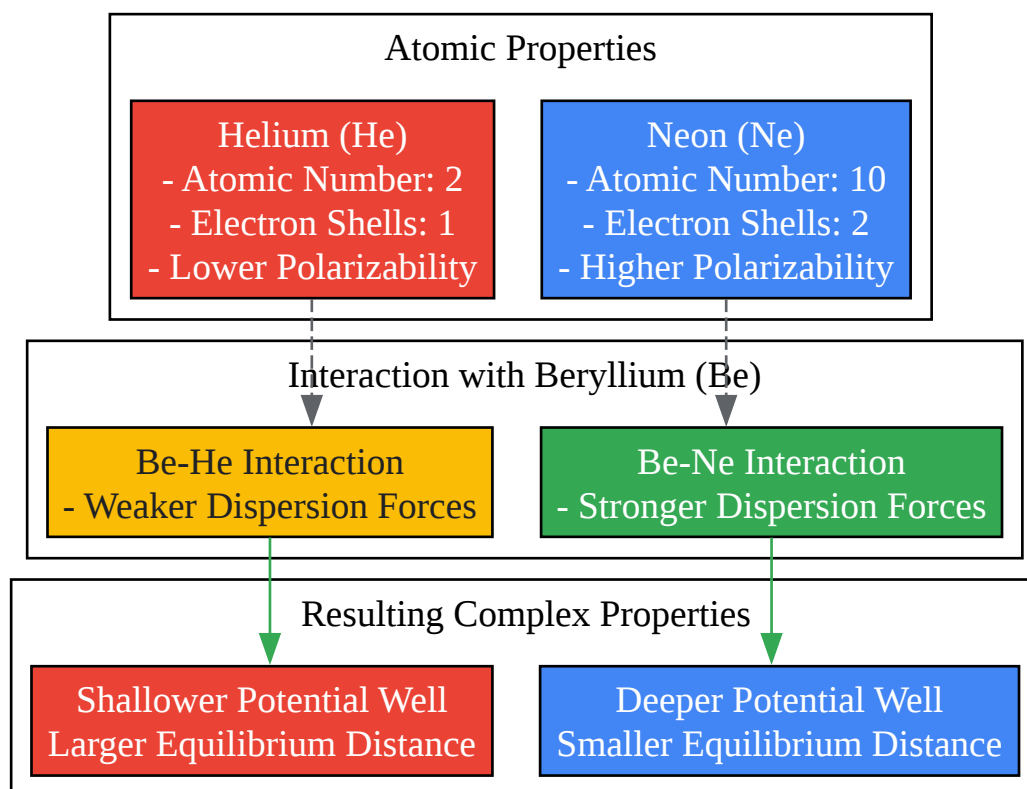 Atomic Properties
Helium (He)
- Atomic Number: 2
- Electron Shells: 1
- Lower Polarizability
Neon (Ne)
- Atomic Number: 10
- Electron Shells: 2
- Higher Polarizability
Interaction with Beryllium (Be)
Be-He Interaction
- Weaker Dispersion Forces
Be-Ne Interaction
- Stronger Dispersion Forces
Resulting Complex Properties
Shallower Potential Well
Larger Equilibrium Distance
Deeper Potential Well
Smaller Equilibrium Distance